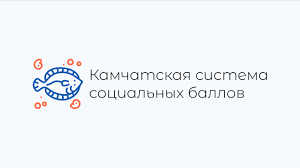 Камчатская система
социальных баллов